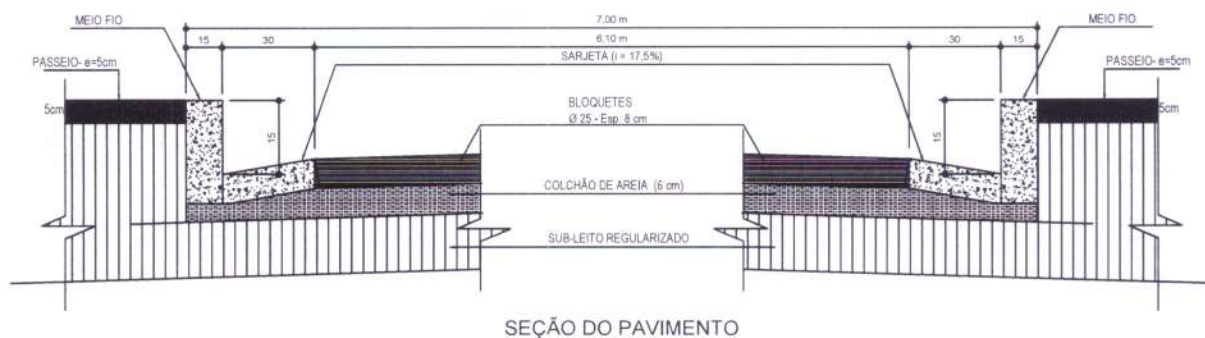 MEIO FIO
7,00 m
MEIO FIO
15
30
6,10 m
30
15
SARJETA (i = 17,5%)
PASSEIO- e=5cm
PASSEIO- e=5cm
5cm
BLOQUETES
Ø 25 - Esp. 8 cm
5cm
15
15
COLCHÃO DE AREIA (6 cm)
SUB-LEITO REGULARIZADO
SEÇÃO DO PAVIMENTO